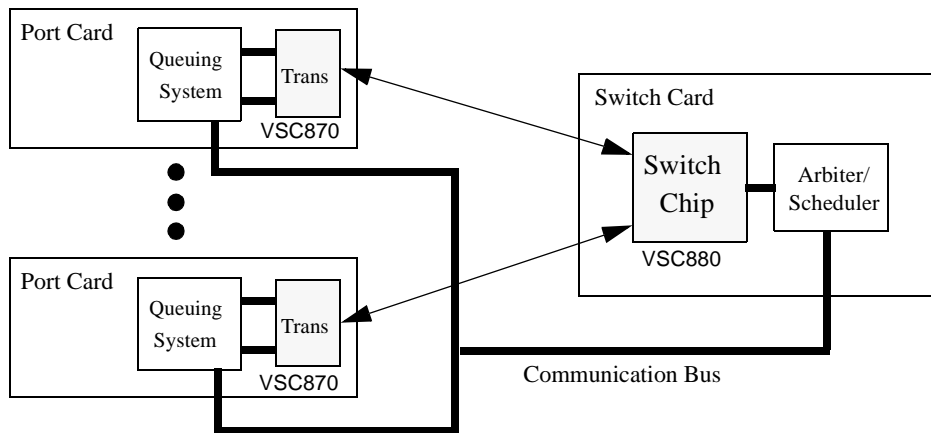 Port Card
Queuing
System
Trans
VSC870
Switch Card
Switch
Chip
Arbiter/
Scheduler
VSC880
Port Card
Queuing
System
Trans
VSC870
Communication Bus